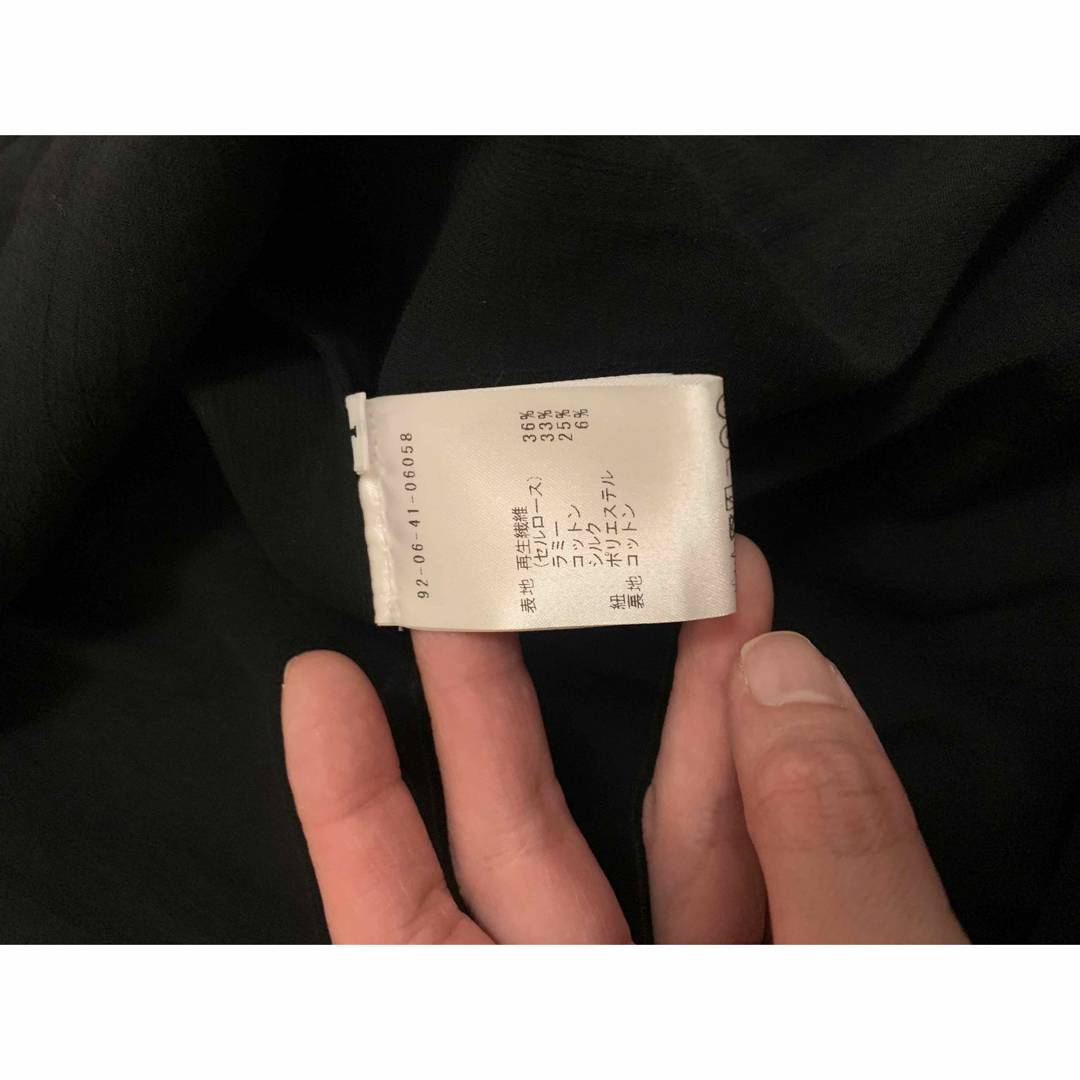 92-06-41-06058
表地 再生繊維
(セルロース) 36%
ラミー 33%
コットン 25%
シルク 6%
紐 ポリエステル
裏地 コットン